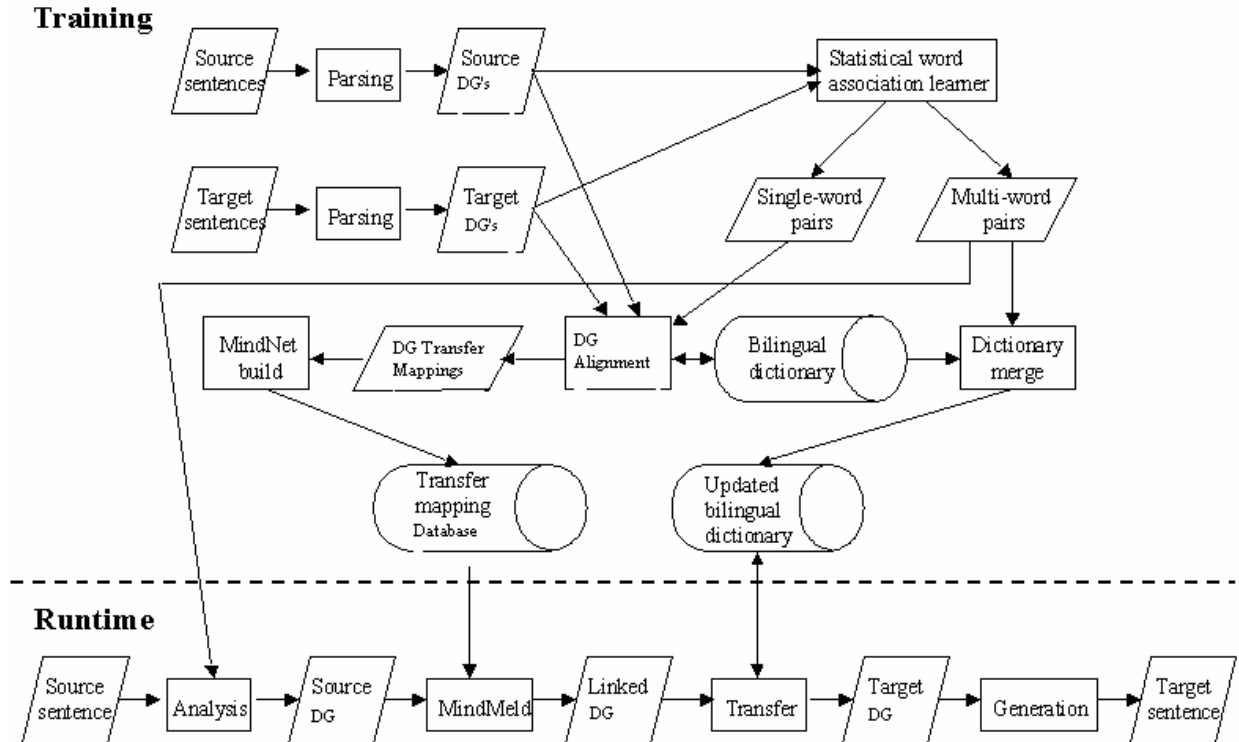 Training
Source
sentences
Parsing
Source
DG's
Statistical word
association learner
Target
sentences
Parsing
Target
DG's
Single-word
pairs
Multi-word
pairs
MindNet
build
DG Transfer
Mappings
DG
Alignment
Bilingual
dictionary
Dictionary
merge
Transfer
mapping
Database
Updated
bilingual
dictionary
Runtime
Source
sentence
Analysis
Source
DG
MindMeld
Linked
DG
Transfer
Target
DG
Generation
Target
sentence